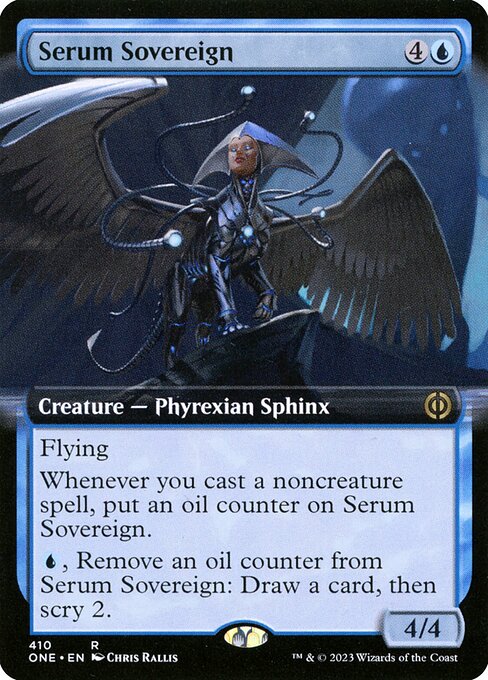 Serum Sovereign 4
Creature — Phyrexian Sphinx
Flying
Whenever you cast a noncreature
spell, put an oil counter on Serum
Sovereign.
, Remove an oil counter from
Serum Sovereign: Draw a card, then
scry 2.
4/4
410 R
ONE • EN Chris Rallis
™ & © 2023 Wizards of the Coast